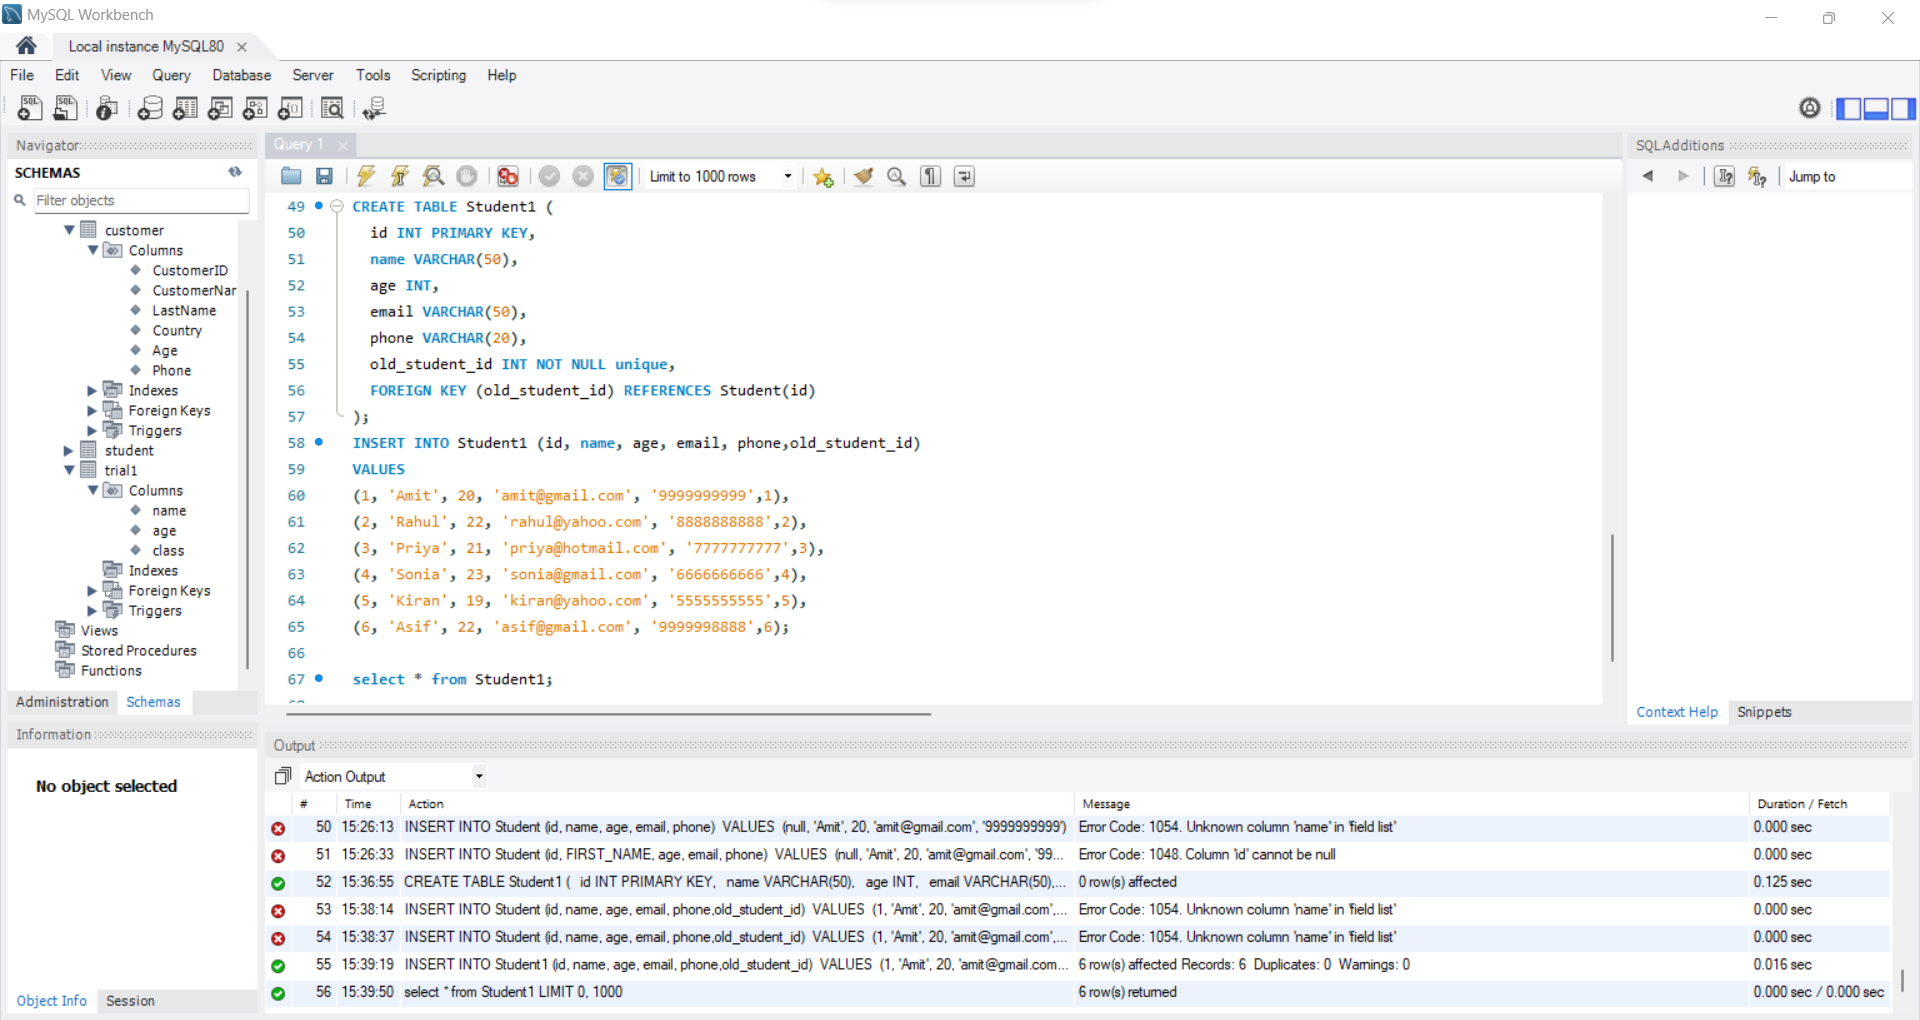 MySQL Workbench
Local instance MySQL80
File Edit View Query Database Server Tools Scripting Help
Navigator
SCHEMAS
Filter objects
customer
Columns
CustomerID
CustomerNar
LastName
Country
Age
Phone
Indexes
Foreign Keys
Triggers
student
trial1
Columns
name
age
class
Indexes
Foreign Keys
Triggers
Views
Stored Procedures
Functions
Administration Schemas
Information
No object selected
Object Info Session
Query 1
Limit to 1000 rows
49 CREATE TABLE Student1 (
50 id INT PRIMARY KEY,
51 name VARCHAR(50),
52 age INT,
53 email VARCHAR(50),
54 phone VARCHAR(20),
55 old_student_id INT NOT NULL unique,
56 FOREIGN KEY (old_student_id) REFERENCES Student(id)
57 );
58 INSERT INTO Student1 (id, name, age, email, phone,old_student_id)
59 VALUES
60 (1, 'Amit', 20, 'amit@gmail.com', '9999999999',1),
61 (2, 'Rahul', 22, 'rahul@yahoo.com', '8888888888',2),
62 (3, 'Priya', 21, 'priya@hotmail.com', '7777777777',3),
63 (4, 'Sonia', 23, 'sonia@gmail.com', '6666666666',4),
64 (5, 'Kiran', 19, 'kiran@yahoo.com', '5555555555',5),
65 (6, 'Asif', 22, 'asif@gmail.com', '9999998888',6);
66
67 select * from Student1;
SQLAdditions
Jump to
Context Help Snippets
Output
Action Output
# Time Action Message Duration / Fetch
50 15:26:13 INSERT INTO Student (id, name, age, email, phone) VALUES (null, 'Amit', 20, 'amit@gmail.com', '9999999999') Error Code: 1054. Unknown column 'name' in 'field list' 0.000 sec
51 15:26:33 INSERT INTO Student (id, FIRST_NAME, age, email, phone) VALUES (null, 'Amit', 20, 'amit@gmail.com', '99... Error Code: 1048. Column 'id' cannot be null 0.000 sec
52 15:36:55 CREATE TABLE Student1 ( id INT PRIMARY KEY, name VARCHAR(50), age INT, email VARCHAR(50),... 0 row(s) affected 0.125 sec
53 15:38:14 INSERT INTO Student (id, name, age, email, phone,old_student_id) VALUES (1, 'Amit', 20, 'amit@gmail.com',... Error Code: 1054. Unknown column 'name' in 'field list' 0.000 sec
54 15:38:37 INSERT INTO Student (id, name, age, email, phone,old_student_id) VALUES (1, 'Amit', 20, 'amit@gmail.com',... Error Code: 1054. Unknown column 'name' in 'field list' 0.000 sec
55 15:39:19 INSERT INTO Student1 (id, name, age, email, phone,old_student_id) VALUES (1, 'Amit', 20, 'amit@gmail.com... 6 row(s) affected Records: 6 Duplicates: 0 Warnings: 0 0.016 sec
56 15:39:50 select * from Student1 LIMIT 0, 1000 6 row(s) returned 0.000 sec / 0.000 sec